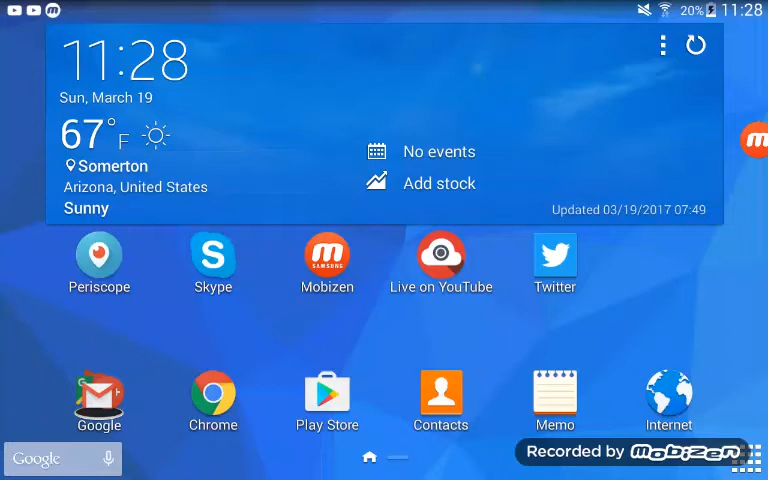 20% 11:28
11:28
Sun, March 19
67°F
Somerton
Arizona, United States
Sunny
No events
Add stock
Updated 03/19/2017 07:49
Periscope
Skype
m SAMSUNG
Mobizen
Live on YouTube
Twitter
Google
Chrome
Play Store
Contacts
Memo
Internet
Google
Recorded by mobizen